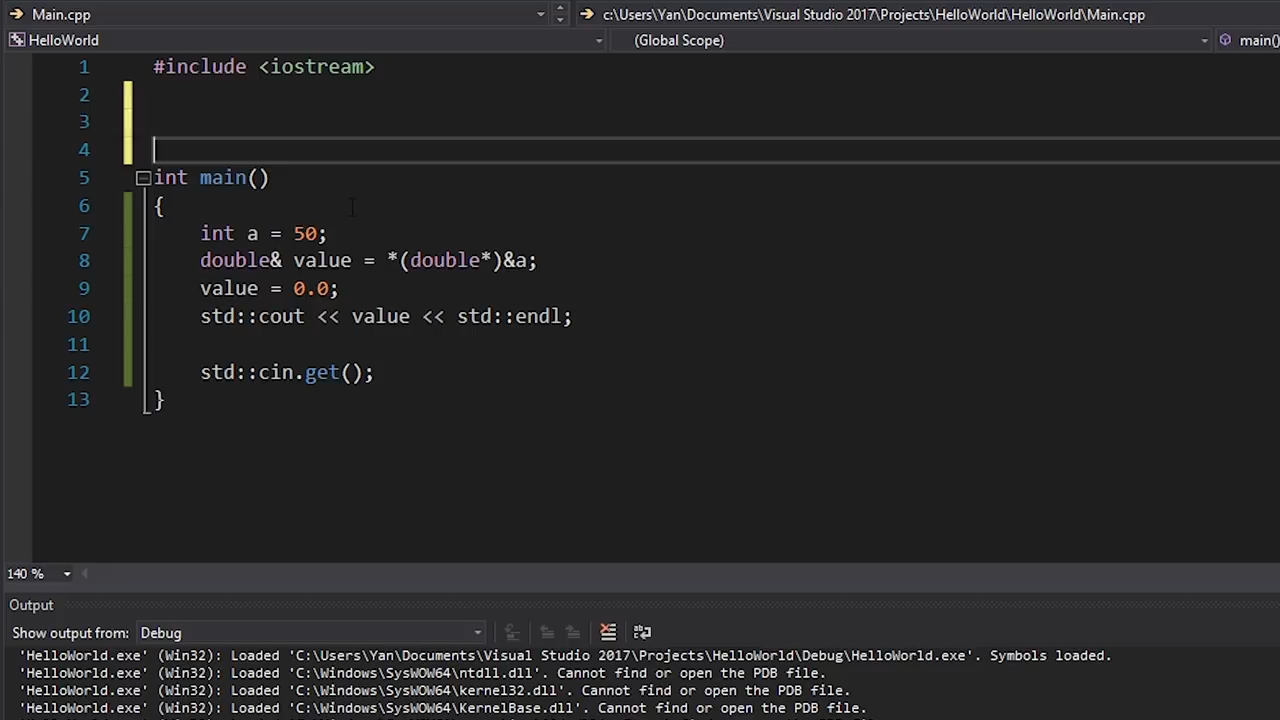 Main.cpp
c:\Users\Yan\Documents\Visual Studio 2017\Projects\HelloWorld\HelloWorld\Main.cpp
HelloWorld
(Global Scope)
main()
1 #include <iostream>
2
3
4
5 int main()
6 {
7 int a = 50;
8 double& value = *(double*)&a;
9 value = 0.0;
10 std::cout << value << std::endl;
11
12 std::cin.get();
13 }
140 %
Output
Show output from: Debug
'HelloWorld.exe' (Win32): Loaded 'C:\Users\Yan\Documents\Visual Studio 2017\Projects\HelloWorld\Debug\HelloWorld.exe'. Symbols loaded.
'HelloWorld.exe' (Win32): Loaded 'C:\Windows\SysWOW64\ntdll.dll'. Cannot find or open the PDB file.
'HelloWorld.exe' (Win32): Loaded 'C:\Windows\SysWOW64\kernel32.dll'. Cannot find or open the PDB file.
'HelloWorld.exe' (Win32): Loaded 'C:\Windows\SysWOW64\KernelBase.dll'. Cannot find or open the PDB file.